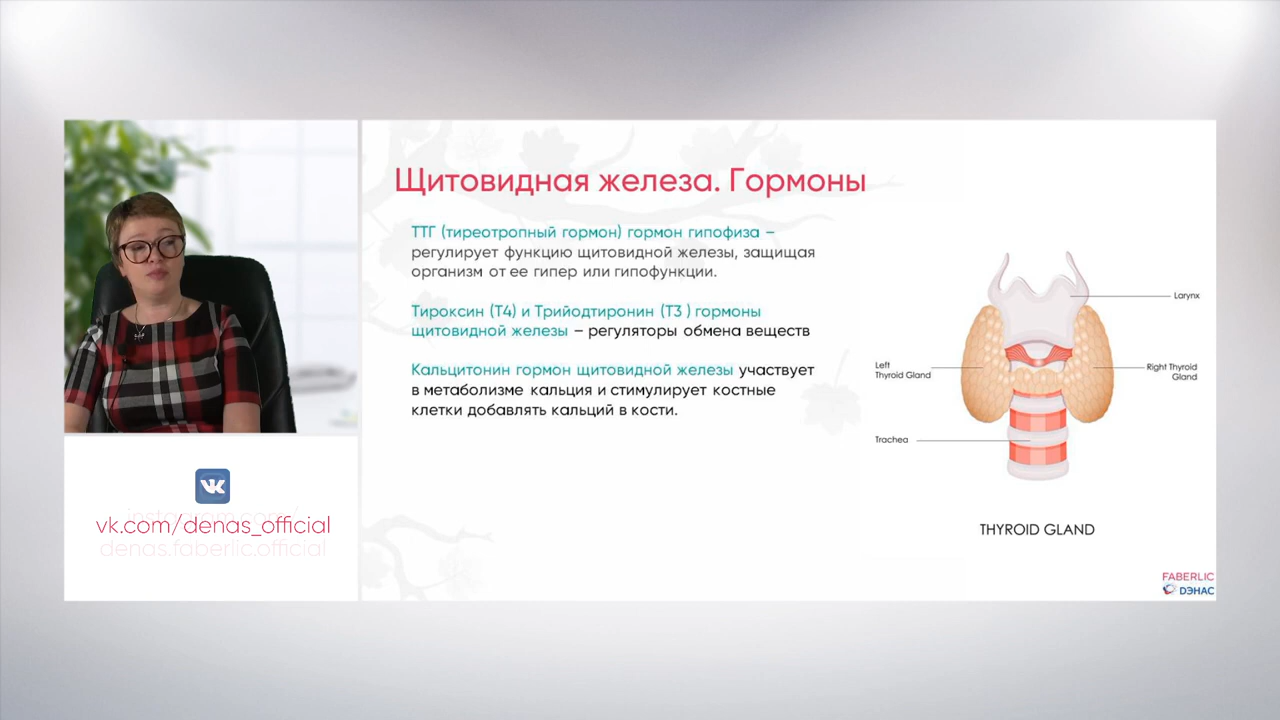 Щитовидная железа. Гормоны
ТТГ (тиреотропный гормон) гормон гипофиза –
регулирует функцию щитовидной железы, защищая
организм от ее гипер или гипофункции.
Тироксин (Т4) и Трийодтиронин (Т3 ) гормоны
щитовидной железы – регуляторы обмена веществ
Кальцитонин гормон щитовидной железы участвует
в метаболизме кальция и стимулирует костные
клетки добавлять кальций в кости.
Larynx
Left
Thyroid Gland
Right Thyroid
Gland
Trachea
THYROID GLAND
instagram.com/
vk.com/denas_official
denas.faberlic.official
FABERLIC
DЭНАС